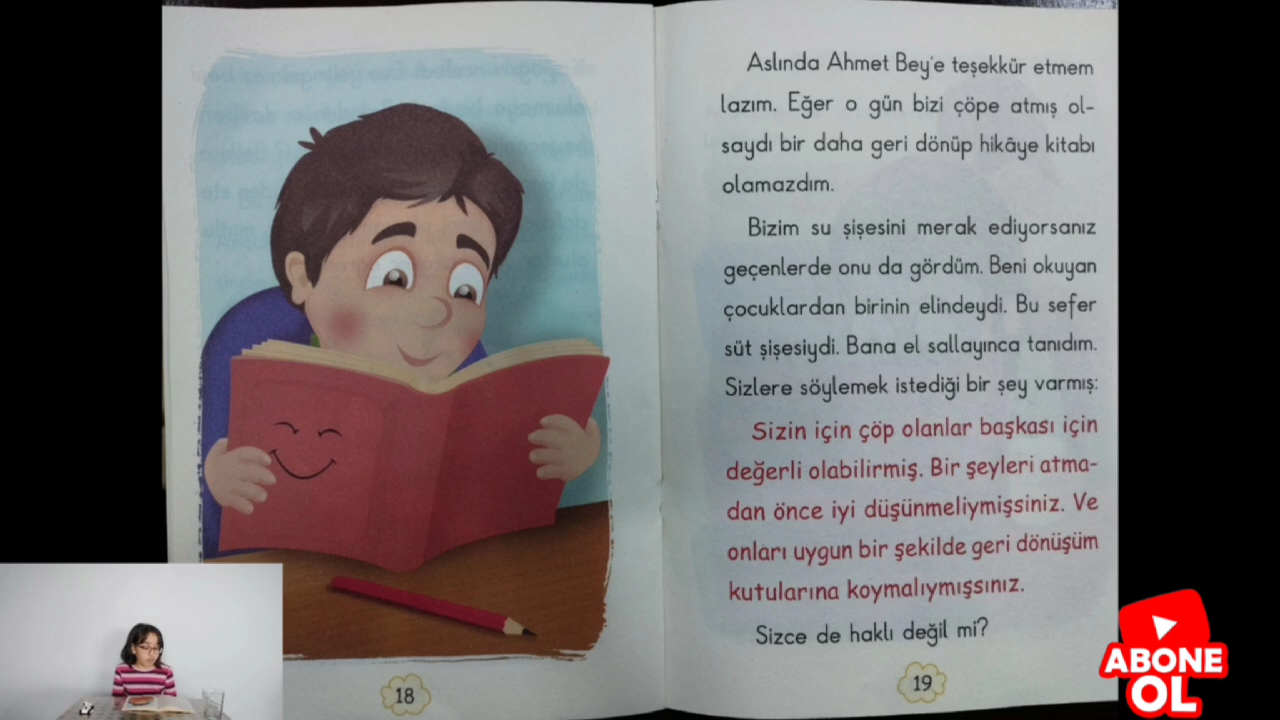 Aslında Ahmet Bey'e teşekkür etmem
lazım. Eğer o gün bizi çöpe atmış ol-
saydı bir daha geri dönüp hikâye kitabı
olamazdım.
Bizim su şişesini merak ediyorsanız
geçenlerde onu da gördüm. Beni okuyan
çocuklardan birinin elindeydi. Bu sefer
süt şişesiydi. Bana el sallayınca tanıdım.
Sizlere söylemek istediği bir şey varmış:
Sizin için çöp olanlar başkası için
değerli olabilirmiş. Bir şeyleri atma-
dan önce iyi düşünmeliymişsiniz. Ve
onları uygun bir şekilde geri dönüşüm
kutularına koymalıymışsınız.
Sizce de haklı değil mi?
18
19
ABONE
OL